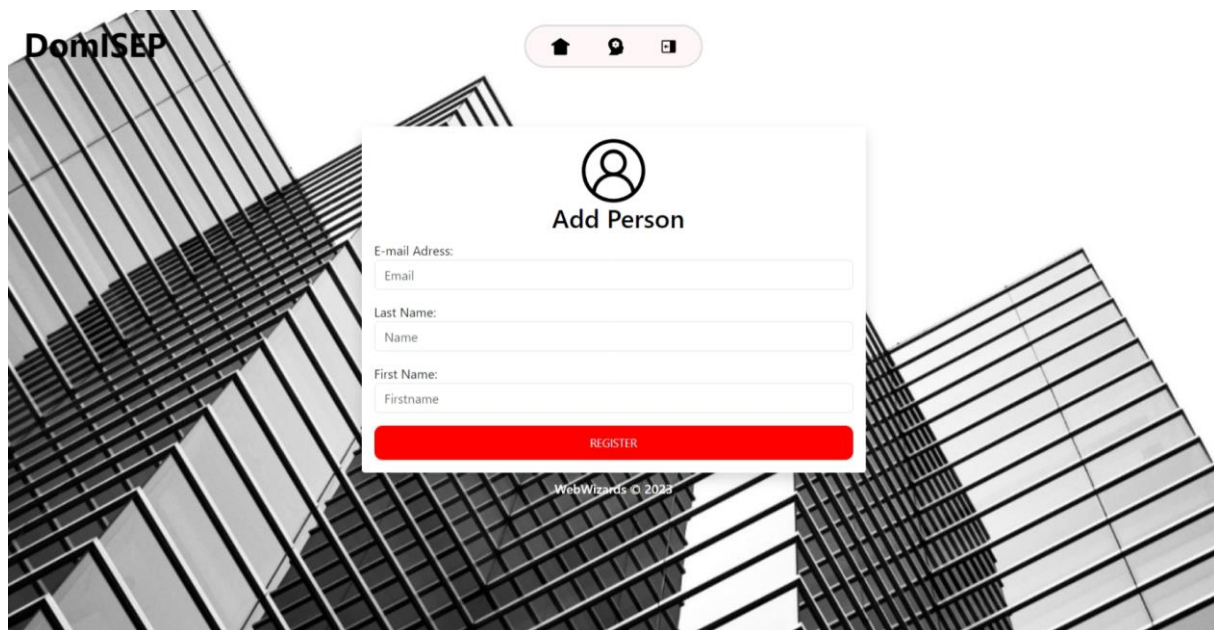 DomISEP
Add Person
E-mail Adress:
Email
Last Name:
Name
First Name:
Firstname
REGISTER
WebWizards © 2023